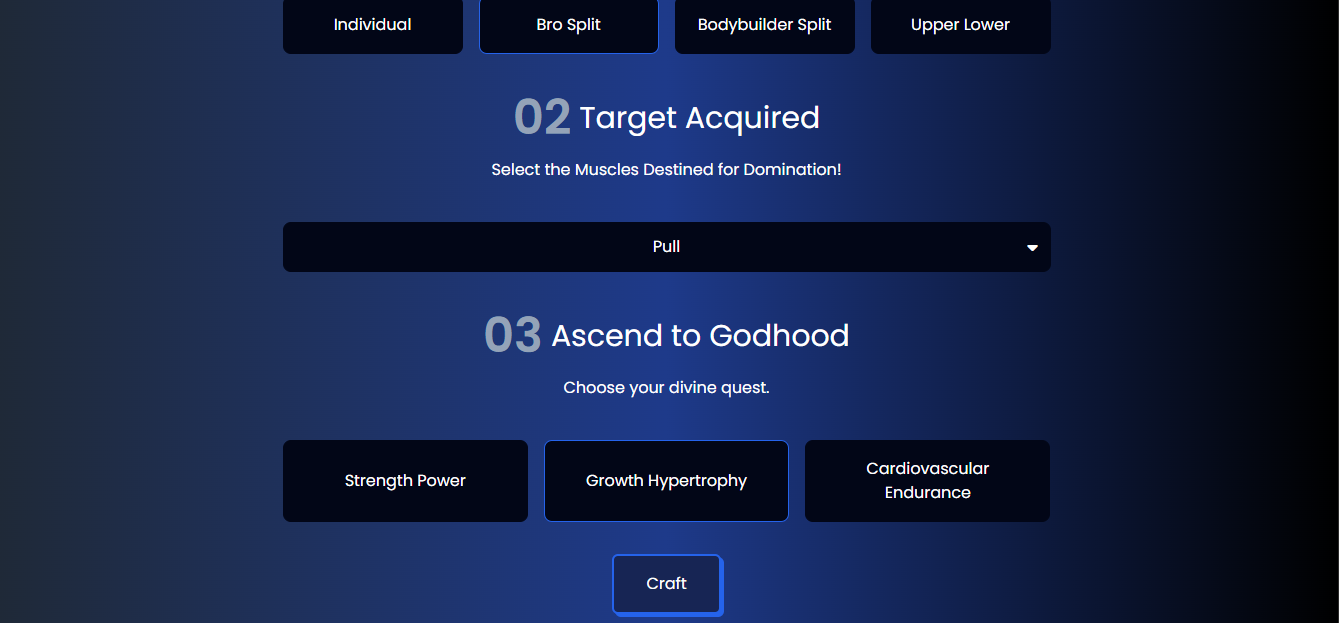 Individual
Bro Split
Bodybuilder Split
Upper Lower
02 Target Acquired
Select the Muscles Destined for Domination!
Pull
03 Ascend to Godhood
Choose your divine quest.
Strength Power
Growth Hypertrophy
Cardiovascular
Endurance
Craft